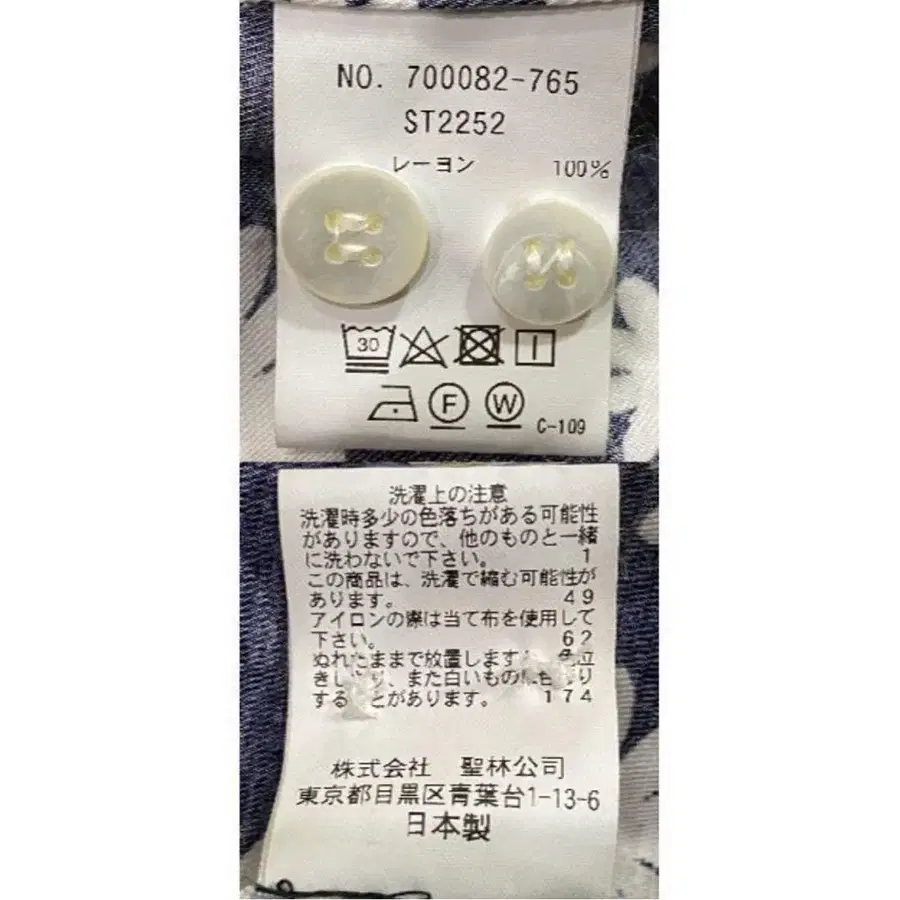 NO. 700082-765
ST2252
レーヨン 100%
30
F W C-109
洗濯上の注意
洗濯時多少の色落ちがある可能性
がありますので、他のものと一緒
に洗わないで下さい。 1
この商品は、洗濯で縮む可能性が
あります。 49
アイロンの際は当て布を使用して
下さい。 62
ぬれたままで放置します
きし、また白いもの
することがあります。 174
株式会社 聖林公司
東京都目黒区青葉台1-13-6
日本製